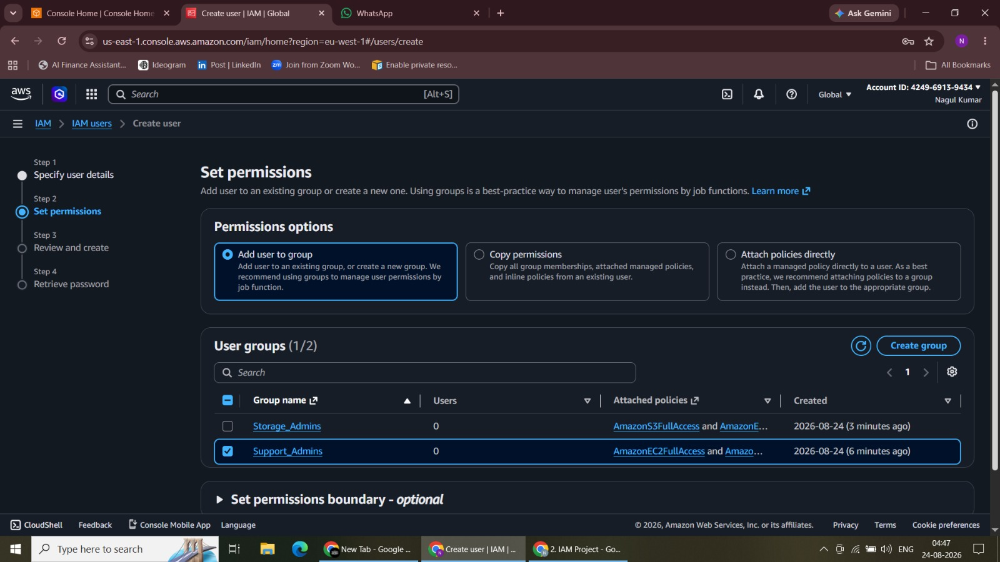 Console Home | Console Home
Create user | IAM | Global
WhatsApp
Ask Gemini
us-east-1.console.aws.amazon.com/iam/home?region=eu-west-1#/users/create
N
AI Finance Assistant...
Ideogram
Post | LinkedIn
Join from Zoom Wo...
Enable private reso...
All Bookmarks
aws
Search
[Alt+S]
Global
Account ID: 4249-6913-9434
Nagul Kumar
IAM
IAM users
Create user
Step 1
Specify user details
Step 2
Set permissions
Step 3
Review and create
Step 4
Retrieve password
Set permissions
Add user to an existing group or create a new one. Using groups is a best-practice way to manage user's permissions by job functions. Learn more
Permissions options
Add user to group
Add user to an existing group, or create a new group. We
recommend using groups to manage user permissions by
job function.
Copy permissions
Copy all group memberships, attached managed policies,
and inline policies from an existing user.
Attach policies directly
Attach a managed policy directly to a user. As a best
practice, we recommend attaching policies to a group
instead. Then, add the user to the appropriate group.
User groups (1/2)
Create group
Search
1
Group name
Users
Attached policies
Created
Storage_Admins
0
AmazonS3FullAccess and AmazonE...
2026-08-24 (3 minutes ago)
Support_Admins
0
AmazonEC2FullAccess and Amazo...
2026-08-24 (6 minutes ago)
Set permissions boundary - optional
CloudShell
Feedback
Console Mobile App
Language
© 2026, Amazon Web Services, Inc. or its affiliates.
Privacy
Terms
Cookie preferences
Type here to search
New Tab - Google ...
Create user | IAM | ...
2. IAM Project - Go...
ENG
04:47
24-08-2026